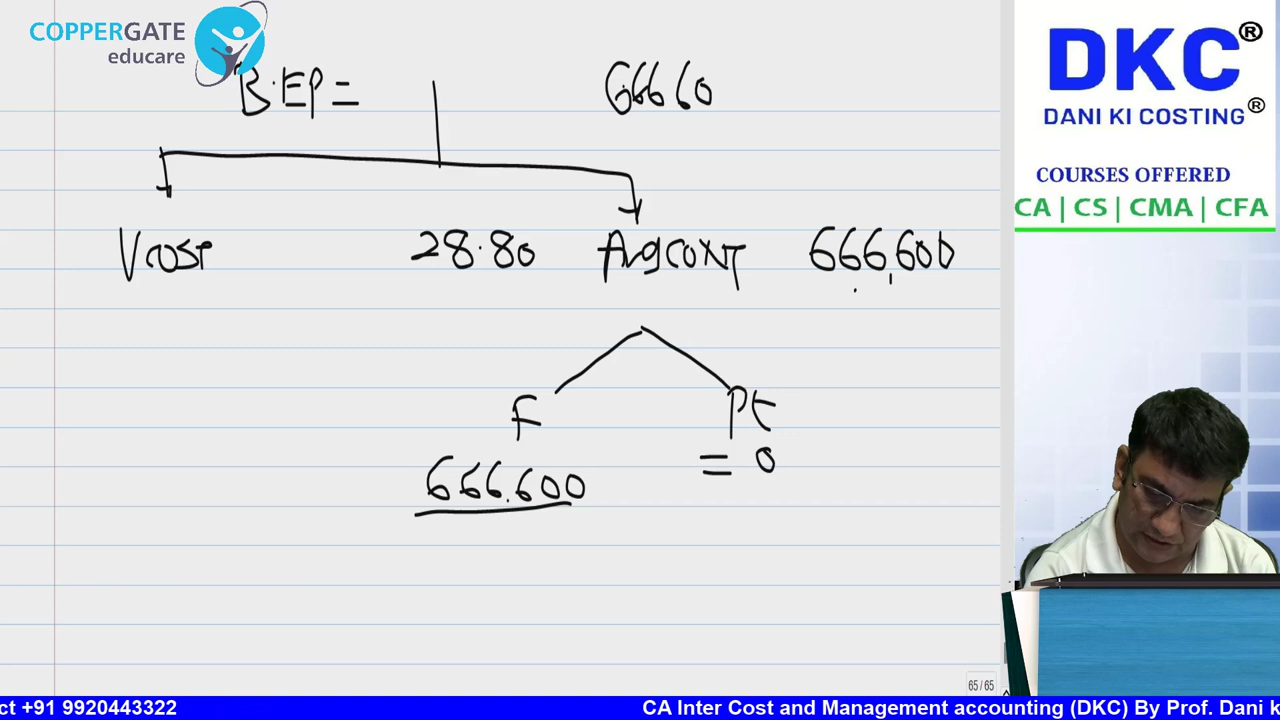 COPPERGATE
educare
B.EP = 66660
V cost 28.80 Ag CONT 666,600
F Pt
666,600 = 0
65 / 65
DKC®
DANI KI COSTING®
COURSES OFFERED
CA | CS | CMA | CFA
ct +91 9920443322 CA Inter Cost and Management accounting (DKC) By Prof. Dani k